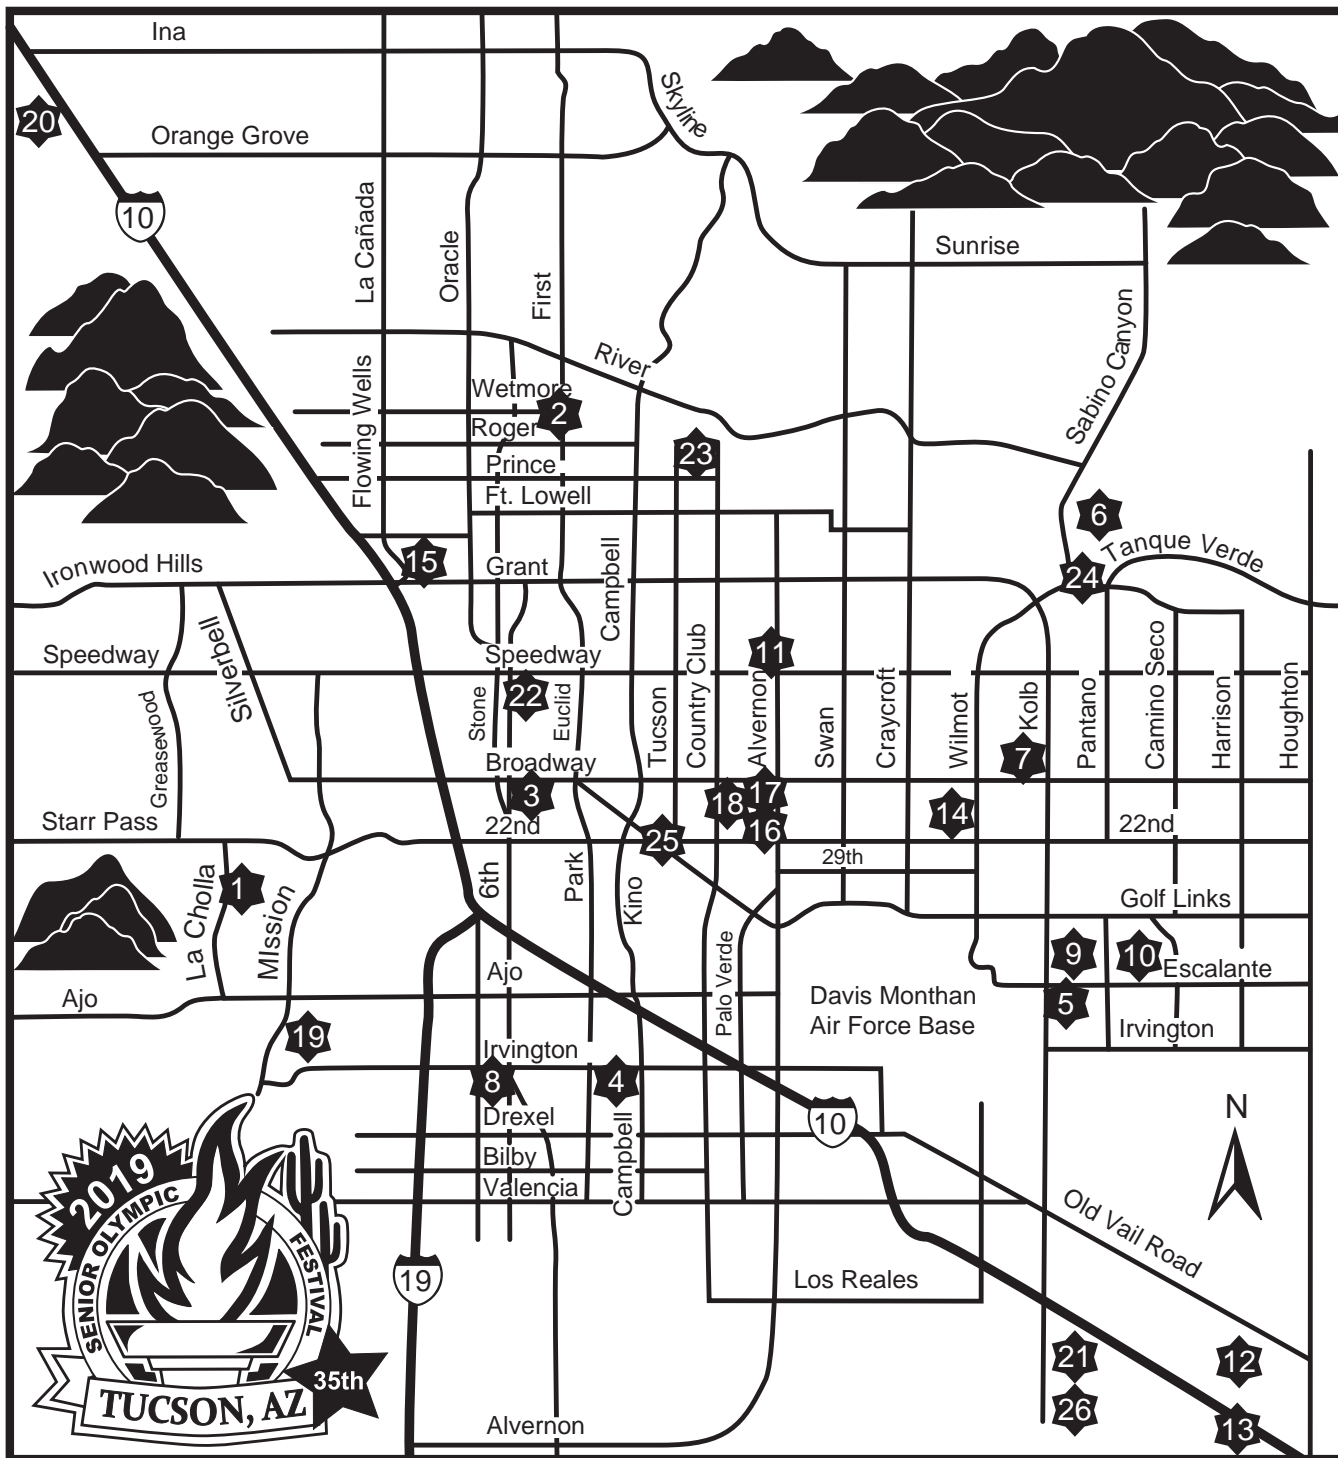 Ina
Skyline
20
Orange Grove
10
La Cañada
Oracle
First
Sunrise
River
Sabino Canyon
Flowing Wells
Wetmore
2
Roger
23
Prince
Ft. Lowell
6
Ironwood Hills
15
Grant
Campbell
Tanque Verde
24
Speedway
Silverbell
Speedway
Country Club
11
Greasewood
Stone
22
Euclid
Tucson
Alvernon
Swan
Craycroft
Wilmot
Kolb
7
Pantano
Camino Seco
Harrison
Houghton
Broadway
3
18
17
14
Starr Pass
22nd
25
16
22nd
29th
La Cholla
1
MIssion
6th
Park
Kino
Golf Links
9
10
Escalante
Ajo
Ajo
Palo Verde
Davis Monthan
Air Force Base
5
Irvington
19
Irvington
8
4
Drexel
10
N
Bilby
Campbell
Valencia
Old Vail Road
19
Los Reales
21
12
26
13
Alvernon
2019
SENIOR OLYMPIC
FESTIVAL
35th
TUCSON, AZ